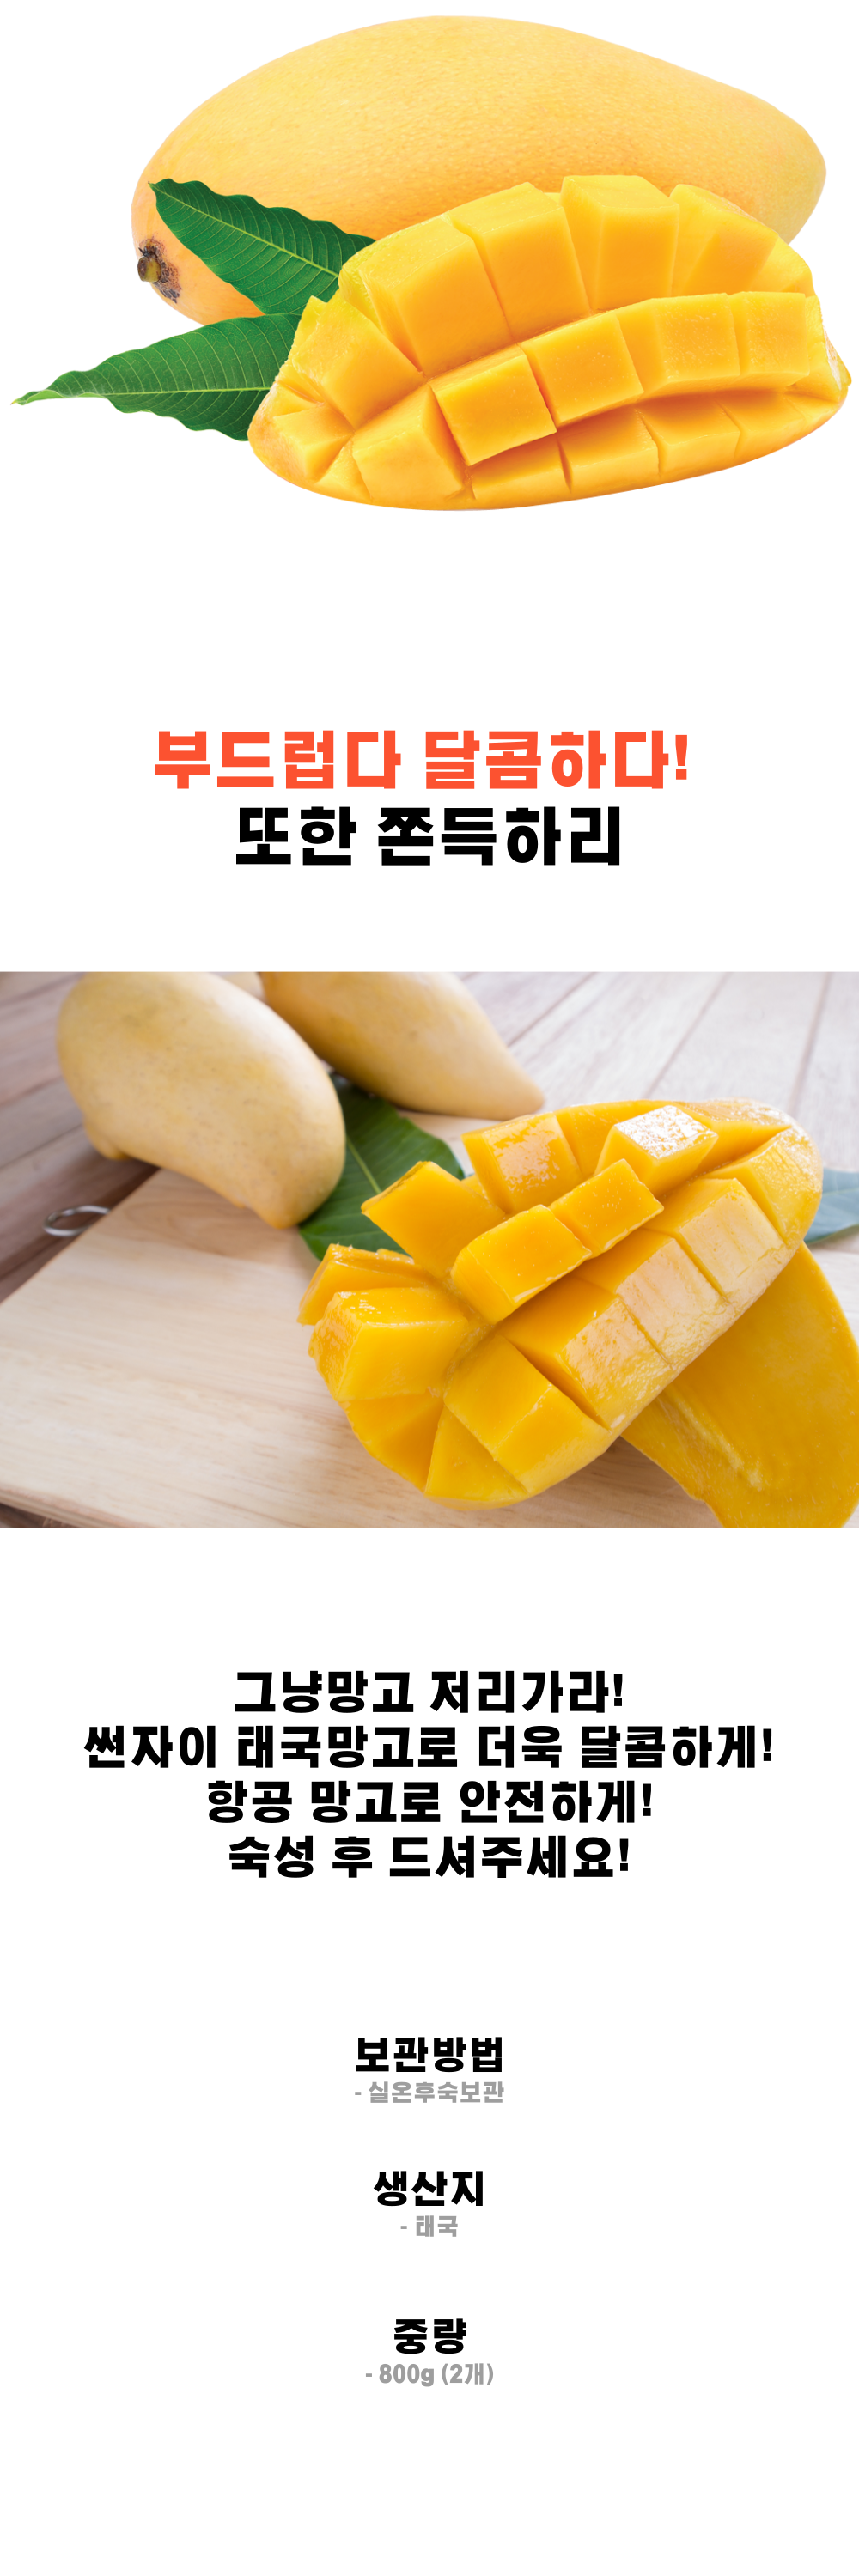 부드럽다 달콤하다!
또한 쫀득하리
그냥망고 저리가라!
썬자이 태국망고로 더욱 달콤하게!
항공 망고로 안전하게!
숙성 후 드셔주세요!
보관방법
- 실온후숙보관
생산지
- 태국
중량
- 800g (2개)